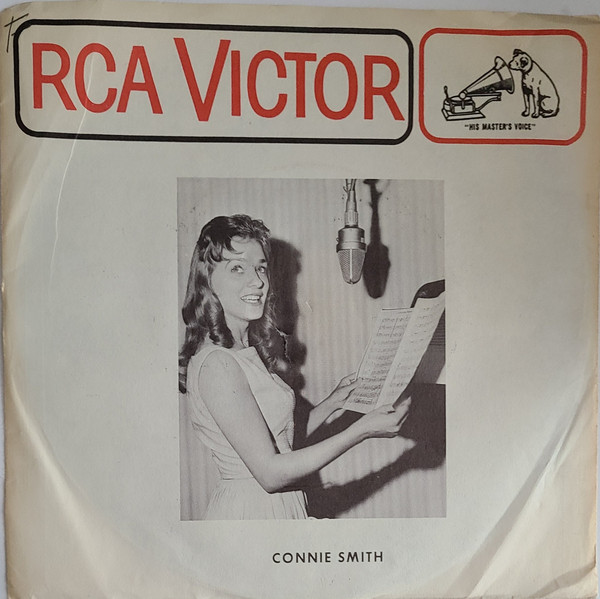 RCA VICTOR
"HIS MASTER'S VOICE"
CONNIE SMITH